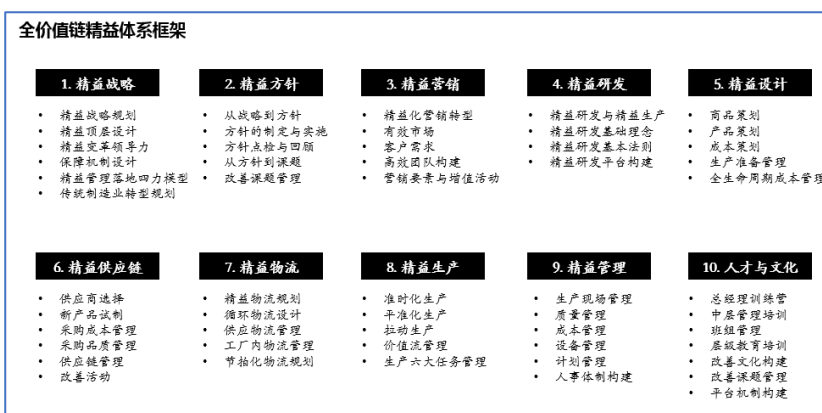 全价值链精益体系框架
1. 精益战略
精益战略规划
精益顶层设计
精益变革领导力
保障机制设计
精益管理落地四力模型
传统制造业转型规划
2. 精益方针
从战略到方针
方针的制定与实施
方针点检与回顾
从方针到课题
改善课题管理
3. 精益营销
精益化营销转型
有效市场
客户需求
高效团队构建
营销要素与增值活动
4. 精益研发
精益研发与精益生产
精益研发基础理念
精益研发基本法则
精益研发平台构建
5. 精益设计
商品策划
产品策划
成本策划
生产准备管理
全生命周期成本管理
6. 精益供应链
供应商选择
新产品试制
采购成本管理
采购品质管理
供应链管理
改善活动
7. 精益物流
精益物流规划
循环物流设计
供应物流管理
工厂内物流管理
节拍化物流规划
8. 精益生产
准时化生产
平准化生产
拉动生产
价值流管理
生产六大任务管理
9. 精益管理
生产现场管理
质量管理
成本管理
设备管理
计划管理
人事体制构建
10. 人才与文化
总经理训练营
中层管理培训
班组管理
层级教育培训
改善文化构建
改善课题管理
平台机制构建